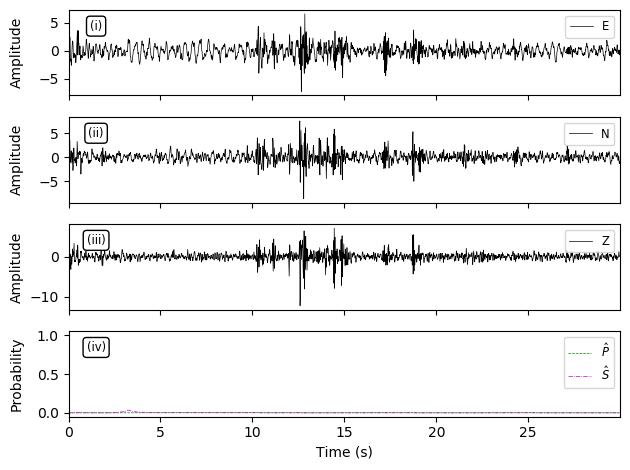 (i)
E
5
0
−5
Amplitude
(ii)
N
5
0
−5
Amplitude
(iii)
Z
0
−10
Amplitude
(iv)
P̂
Ŝ
1.0
0.5
0.0
Probability
0 5 10 15 20 25
Time (s)